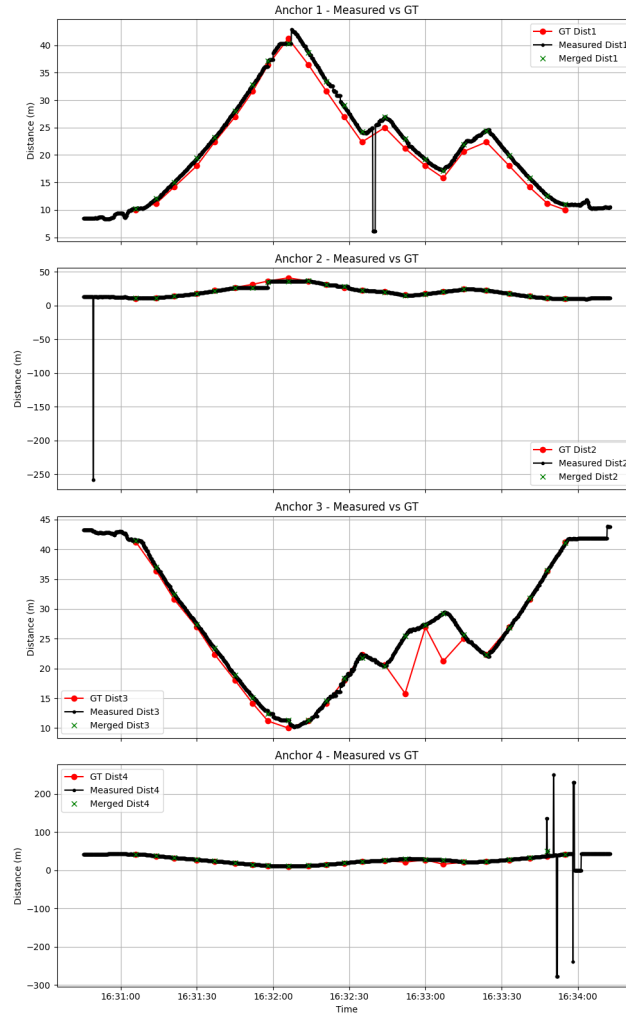 Anchor 1 - Measured vs GT
GT Dist1
Measured Dist1
Merged Dist1
40
35
30
25
20
15
10
5
Distance (m)
Anchor 2 - Measured vs GT
50
0
−50
−100
−150
−200
−250
Distance (m)
GT Dist2
Measured Dist2
Merged Dist2
Anchor 3 - Measured vs GT
45
40
35
30
25
20
15
10
Distance (m)
GT Dist3
Measured Dist3
Merged Dist3
Anchor 4 - Measured vs GT
GT Dist4
Measured Dist4
Merged Dist4
200
100
0
−100
−200
−300
Distance (m)
16:31:00 16:31:30 16:32:00 16:32:30 16:33:00 16:33:30 16:34:00
Time